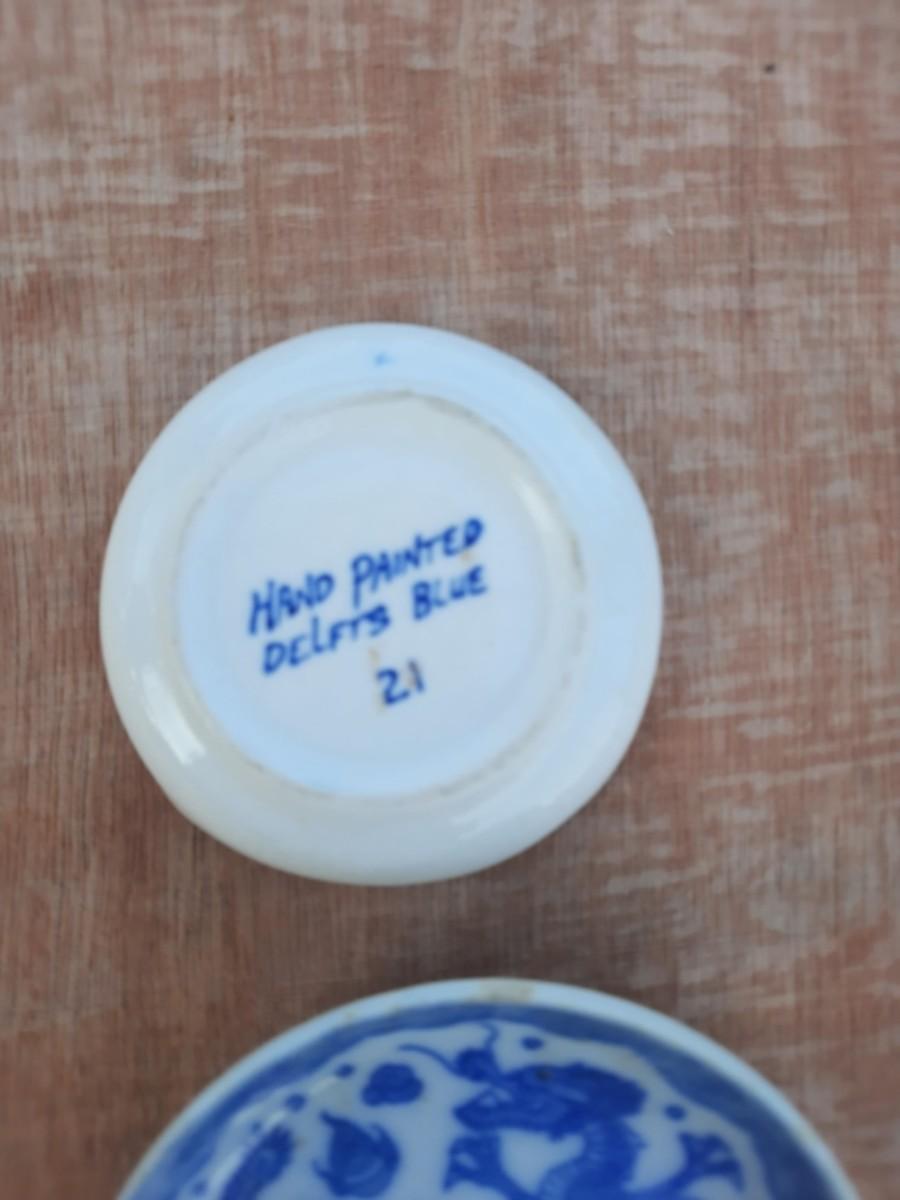 HAND PAINTED
DELFTS BLUE
21